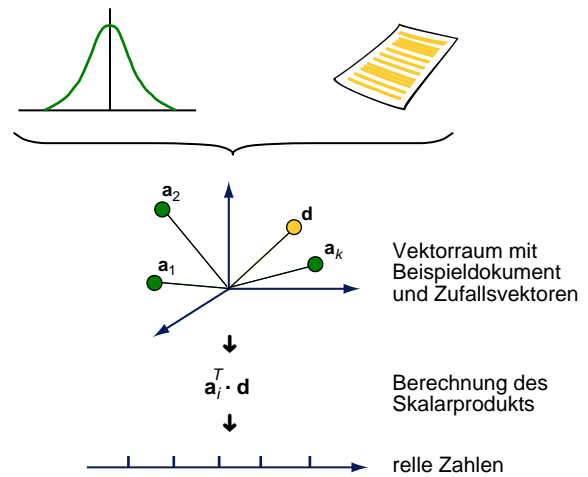 a2
d
ak
a1
Vektorraum mit
Beispieldokument
und Zufallsvektoren
aiT · d
Berechnung des
Skalarprodukts
relle Zahlen